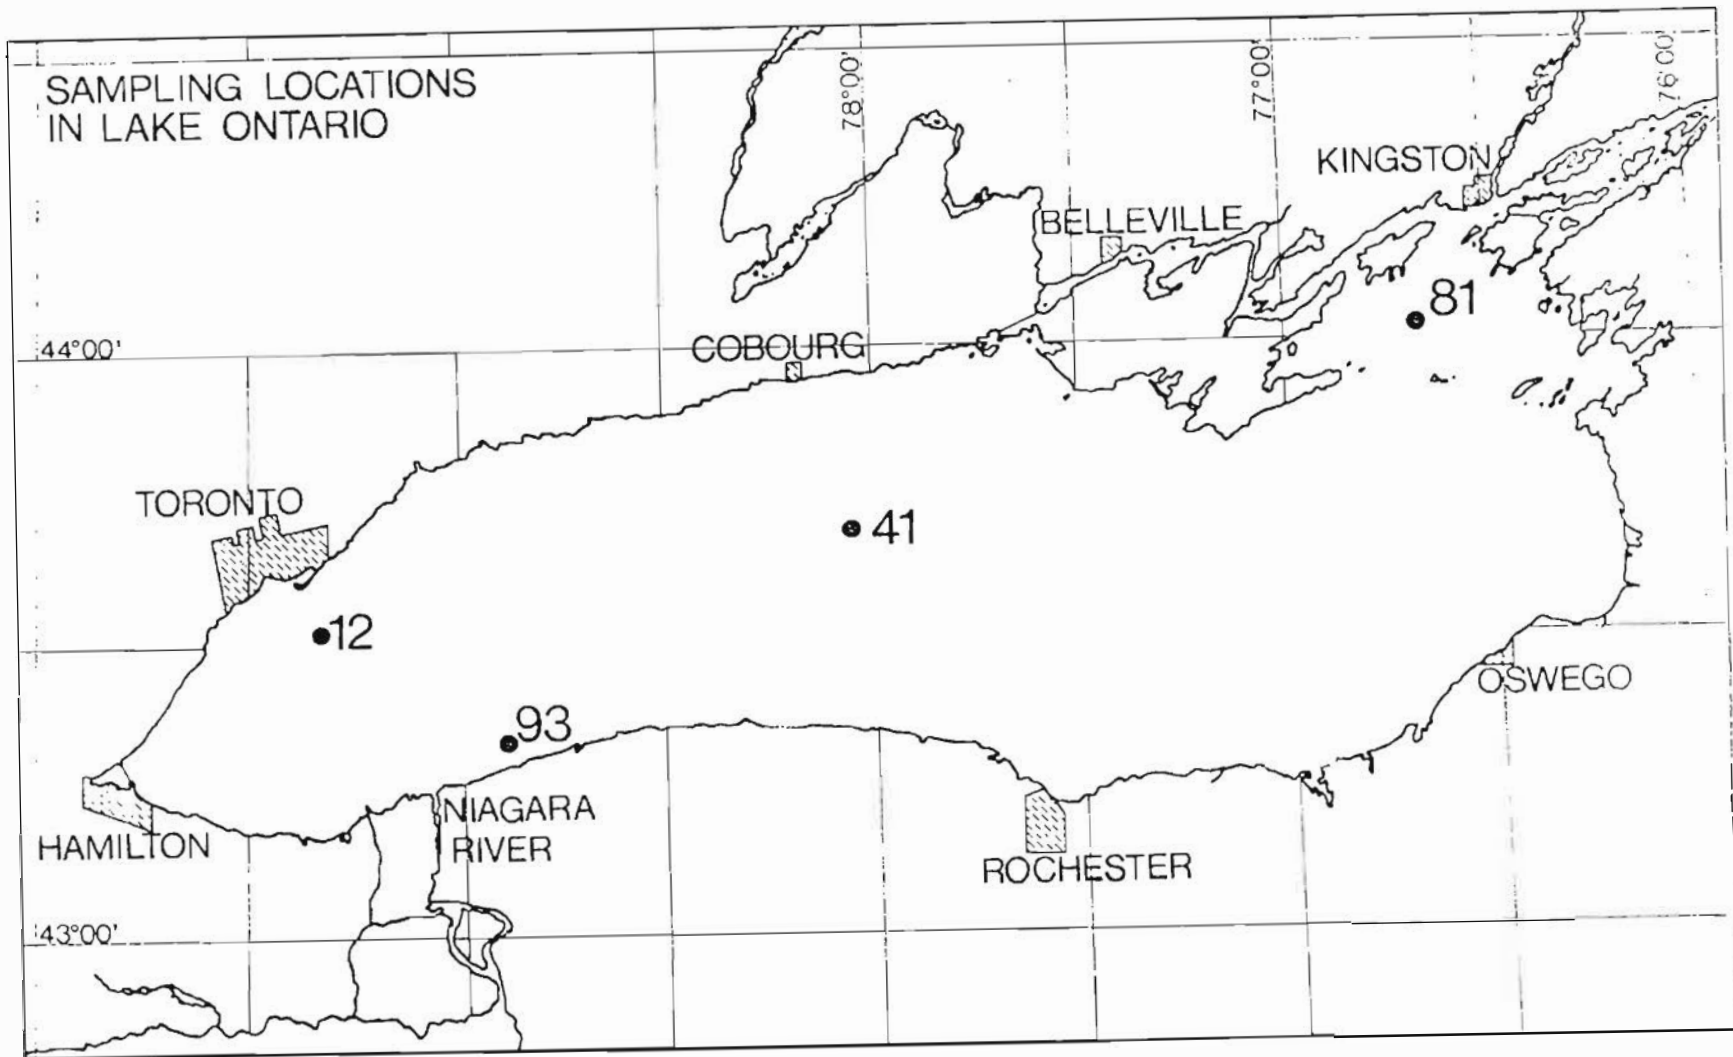 SAMPLING LOCATIONS
IN LAKE ONTARIO
78°00'
77°00'
76°00'
KINGSTON
BELLEVILLE
81
44°00'
COBOURG
TORONTO
41
12
OSWEGO
93
NIAGARA
RIVER
HAMILTON
ROCHESTER
43°00'